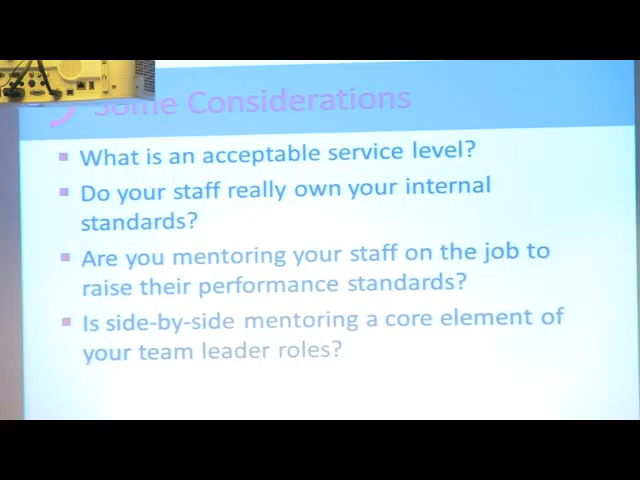 Some Considerations
What is an acceptable service level?
Do your staff really own your internal
standards?
Are you mentoring your staff on the job to
raise their performance standards?
Is side-by-side mentoring a core element of
your team leader roles?